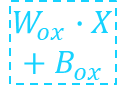 W_{ox} · X
+ B_{ox}